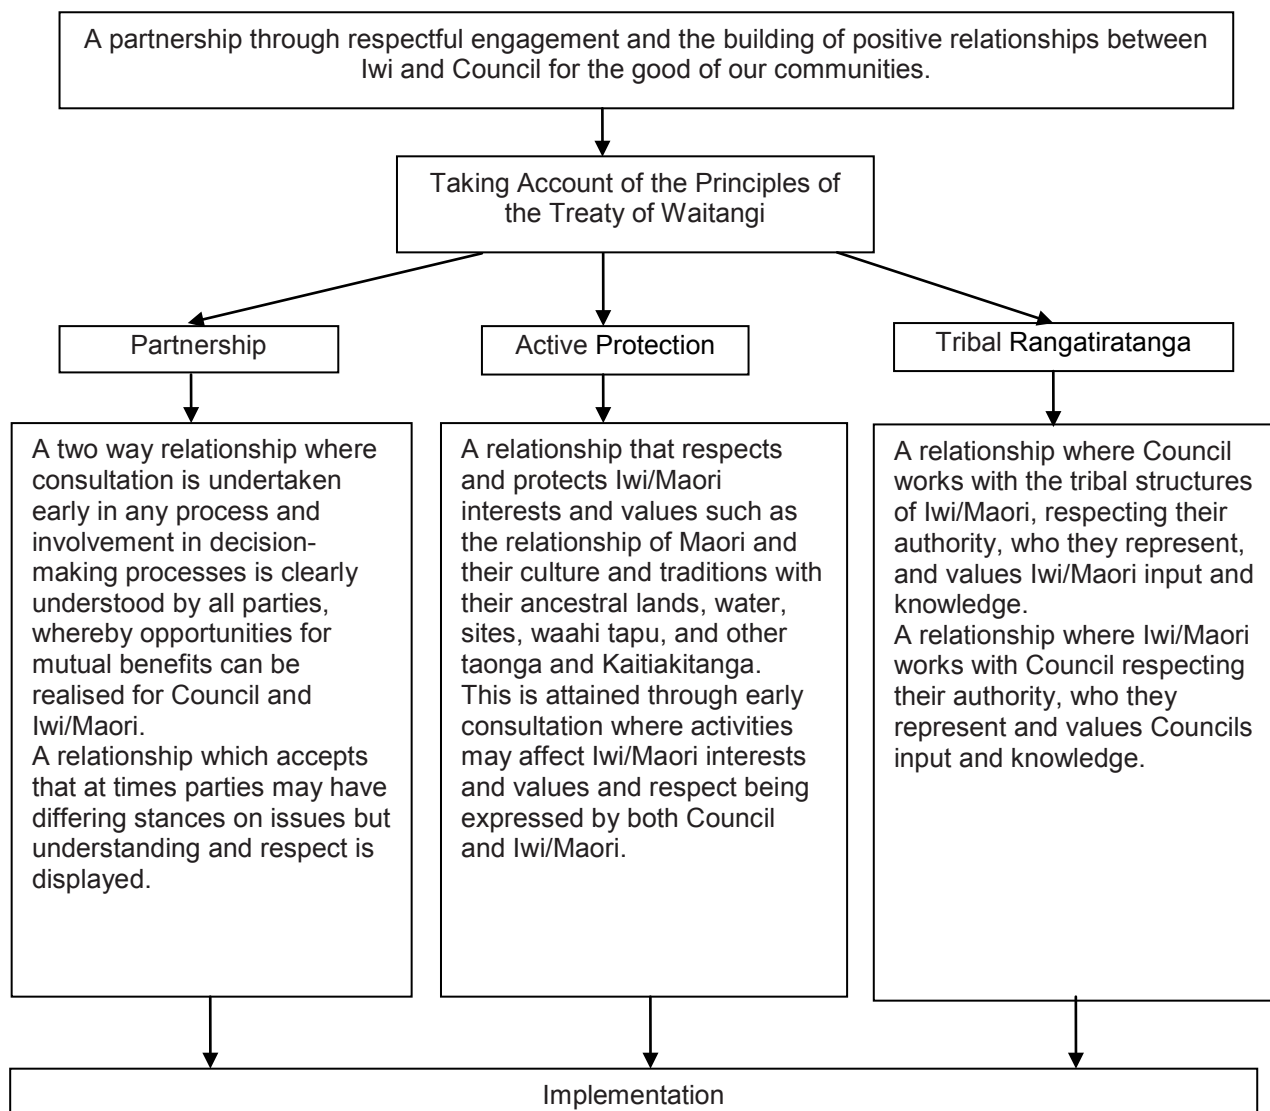 A partnership through respectful engagement and the building of positive relationships between
Iwi and Council for the good of our communities.
Taking Account of the Principles of
the Treaty of Waitangi
Partnership
Active Protection
Tribal Rangatiratanga
A two way relationship where
consultation is undertaken
early in any process and
involvement in decision-
making processes is clearly
understood by all parties,
whereby opportunities for
mutual benefits can be
realised for Council and
Iwi/Maori.
A relationship which accepts
that at times parties may have
differing stances on issues but
understanding and respect is
displayed.
A relationship that respects
and protects Iwi/Maori
interests and values such as
the relationship of Maori and
their culture and traditions with
their ancestral lands, water,
sites, waahi tapu, and other
taonga and Kaitiakitanga.
This is attained through early
consultation where activities
may affect Iwi/Maori interests
and values and respect being
expressed by both Council
and Iwi/Maori.
A relationship where Council
works with the tribal structures
of Iwi/Maori, respecting their
authority, who they represent,
and values Iwi/Maori input and
knowledge.
A relationship where Iwi/Maori
works with Council respecting
their authority, who they
represent and values Councils
input and knowledge.
Implementation